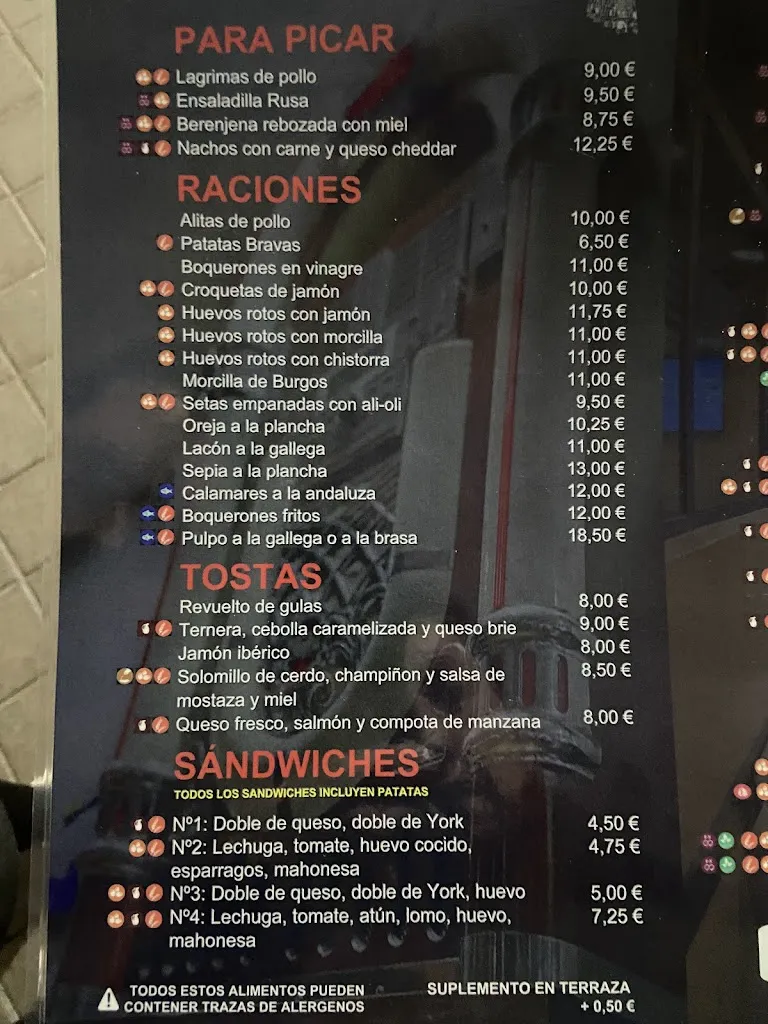 PARA PICAR
Lagrimas de pollo 9,00 €
Ensaladilla Rusa 9,50 €
Berenjena rebozada con miel 8,75 €
Nachos con carne y queso cheddar 12,25 €
RACIONES
Alitas de pollo 10,00 €
Patatas Bravas 6,50 €
Boquerones en vinagre 11,00 €
Croquetas de jamón 10,00 €
Huevos rotos con jamón 11,75 €
Huevos rotos con morcilla 11,00 €
Huevos rotos con chistorra 11,00 €
Morcilla de Burgos 11,00 €
Setas empanadas con ali-oli 9,50 €
Oreja a la plancha 10,25 €
Lacón a la gallega 11,00 €
Sepia a la plancha 13,00 €
Calamares a la andaluza 12,00 €
Boquerones fritos 12,00 €
Pulpo a la gallega o a la brasa 18,50 €
TOSTAS
Revuelto de gulas 8,00 €
Ternera, cebolla caramelizada y queso brie 9,00 €
Jamón ibérico 8,00 €
Solomillo de cerdo, champiñon y salsa de 8,50 €
mostaza y miel
Queso fresco, salmón y compota de manzana 8,00 €
SÁNDWICHES
TODOS LOS SANDWICHES INCLUYEN PATATAS
Nº1: Doble de queso, doble de York 4,50 €
Nº2: Lechuga, tomate, huevo cocido, 4,75 €
esparragos, mahonesa
Nº3: Doble de queso, doble de York, huevo 5,00 €
Nº4: Lechuga, tomate, atún, lomo, huevo, 7,25 €
mahonesa
TODOS ESTOS ALIMENTOS PUEDEN SUPLEMENTO EN TERRAZA
CONTENER TRAZAS DE ALERGENOS + 0,50 €